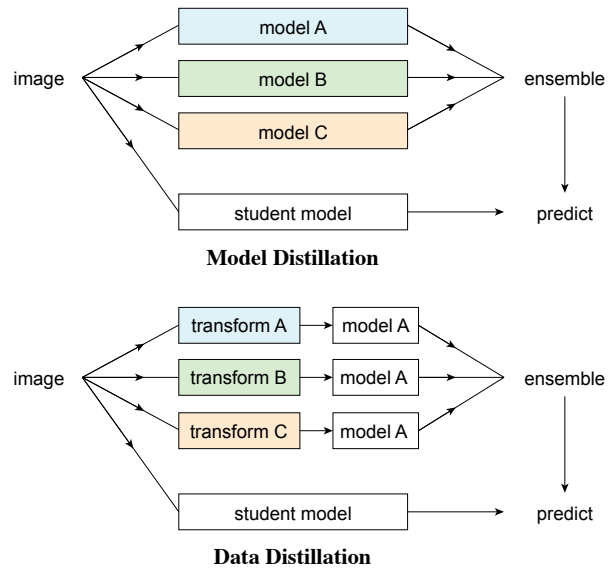 model A
image
model B
ensemble
model C
student model
predict
Model Distillation
transform A
model A
image
transform B
model A
ensemble
transform C
model A
student model
predict
Data Distillation